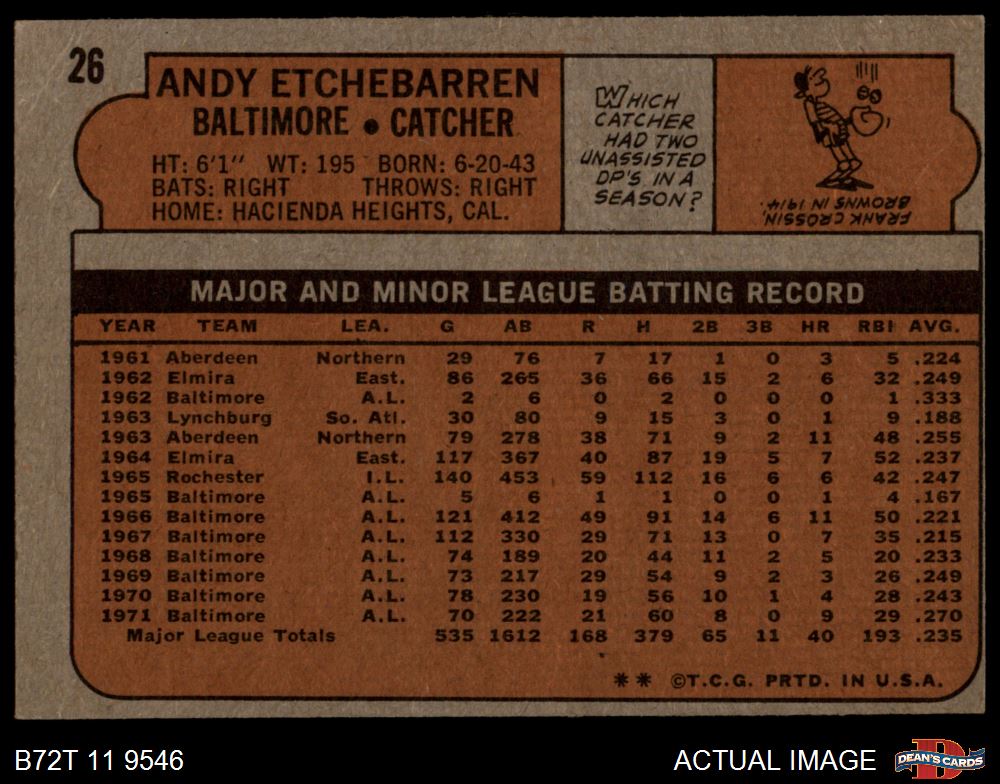 26
ANDY ETCHEBARREN
BALTIMORE • CATCHER
HT: 6'1" WT: 195 BORN: 6-20-43
BATS: RIGHT THROWS: RIGHT
HOME: HACIENDA HEIGHTS, CAL.
WHICH
CATCHER
HAD TWO
UNASSISTED
DP'S IN A
SEASON?
FRANK CROSSIN
BROWNS IN 1914.
MAJOR AND MINOR LEAGUE BATTING RECORD
YEAR TEAM LEA. G AB R H 2B 3B HR RBI AVG.
1961 Aberdeen Northern 29 76 7 17 1 0 3 5 .224
1962 Elmira East. 86 265 36 66 15 2 6 32 .249
1962 Baltimore A.L. 2 6 0 2 0 0 0 1 .333
1963 Lynchburg So. Atl. 30 80 9 15 3 0 1 9 .188
1963 Aberdeen Northern 79 278 38 71 9 2 11 48 .255
1964 Elmira East. 117 367 40 87 19 5 7 52 .237
1965 Rochester I.L. 140 453 59 112 16 6 6 42 .247
1965 Baltimore A.L. 5 6 1 1 0 0 1 4 .167
1966 Baltimore A.L. 121 412 49 91 14 6 11 50 .221
1967 Baltimore A.L. 112 330 29 71 13 0 7 35 .215
1968 Baltimore A.L. 74 189 20 44 11 2 5 20 .233
1969 Baltimore A.L. 73 217 29 54 9 2 3 26 .249
1970 Baltimore A.L. 78 230 19 56 10 1 4 28 .243
1971 Baltimore A.L. 70 222 21 60 8 0 9 29 .270
Major League Totals 535 1612 168 379 65 11 40 193 .235
** ©T.C.G. PRTD. IN U.S.A.
B72T 11 9546
ACTUAL IMAGE
D
DEAN'S CARDS